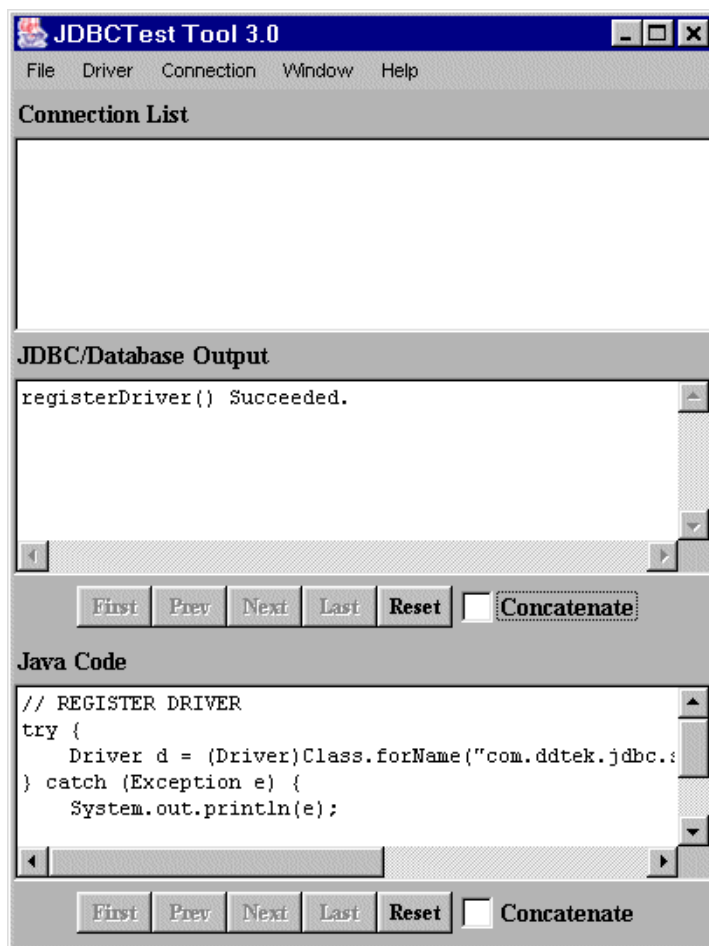 JDBCTest Tool 3.0
File Driver Connection Window Help
Connection List
JDBC/Database Output
registerDriver() Succeeded.
First Prev Next Last Reset Concatenate
Java Code
// REGISTER DRIVER
try {
    Driver d = (Driver)Class.forName("com.ddtek.jdbc.s
} catch (Exception e) {
    System.out.println(e);
First Prev Next Last Reset Concatenate